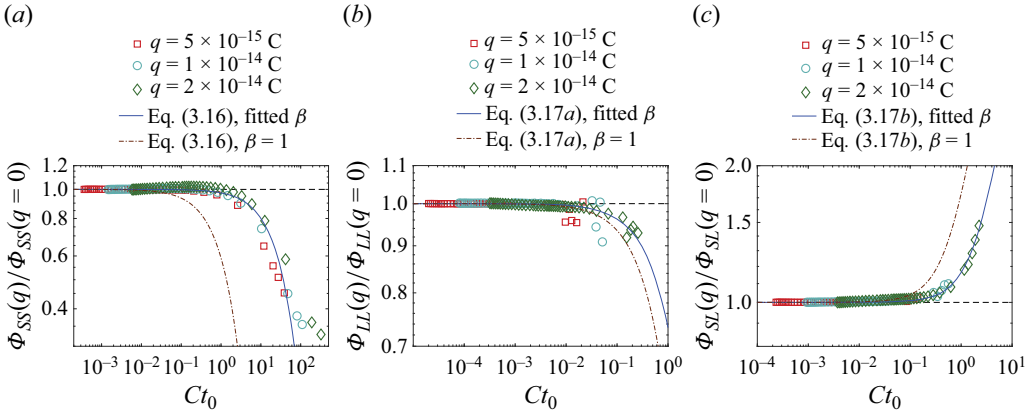 (a)
q = 5 × 10⁻¹⁵ C
q = 1 × 10⁻¹⁴ C
q = 2 × 10⁻¹⁴ C
Eq. (3.16), fitted β
Eq. (3.16), β = 1
1.2
1.0
0.8
0.6
0.4
Φ_SS(q)/Φ_SS(q = 0)
10⁻³ 10⁻² 10⁻¹ 10⁰ 10¹ 10²
Ct₀
(b)
q = 5 × 10⁻¹⁵ C
q = 1 × 10⁻¹⁴ C
q = 2 × 10⁻¹⁴ C
Eq. (3.17a), fitted β
Eq. (3.17a), β = 1
1.1
1.0
0.9
0.8
0.7
Φ_LL(q)/Φ_LL(q = 0)
10⁻⁴ 10⁻³ 10⁻² 10⁻¹ 10⁰
Ct₀
(c)
q = 5 × 10⁻¹⁵ C
q = 1 × 10⁻¹⁴ C
q = 2 × 10⁻¹⁴ C
Eq. (3.17b), fitted β
Eq. (3.17b), β = 1
2.0
1.5
1.0
Φ_SL(q)/Φ_SL(q = 0)
10⁻⁴ 10⁻³ 10⁻² 10⁻¹ 10⁰ 10¹
Ct₀